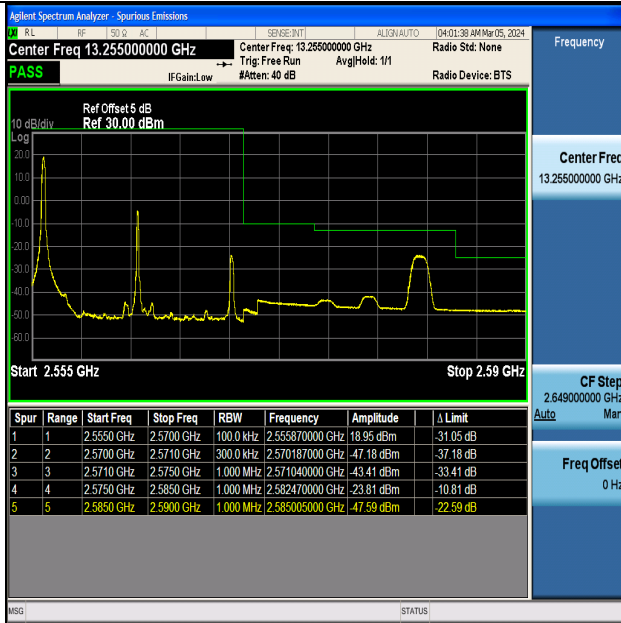 Agilent Spectrum Analyzer - Spurious Emissions
RL RF 50 Ω AC SENSE:INT ALIGN AUTO 04:01:38 AM Mar 05, 2024
Center Freq 13.255000000 GHz
Center Freq: 13.255000000 GHz
Radio Std: None
Trig: Free Run Avg|Hold: 1/1
PASS
IFGain:Low
#Atten: 40 dB
Radio Device: BTS
Ref Offset 5 dB
10 dB/div Ref 30.00 dBm
Log
20.0
10.0
0.00
-10.0
-20.0
-30.0
-40.0
-50.0
-60.0
Start 2.555 GHz Stop 2.59 GHz
Spur Range Start Freq Stop Freq RBW Frequency Amplitude Δ Limit
1 1 2.5550 GHz 2.5700 GHz 100.0 kHz 2.555870000 GHz 18.95 dBm -31.05 dB
2 2 2.5700 GHz 2.5710 GHz 300.0 kHz 2.570187000 GHz -47.18 dBm -37.18 dB
3 3 2.5710 GHz 2.5750 GHz 1.000 MHz 2.571040000 GHz -43.41 dBm -33.41 dB
4 4 2.5750 GHz 2.5850 GHz 1.000 MHz 2.582470000 GHz -23.81 dBm -10.81 dB
5 5 2.5850 GHz 2.5900 GHz 1.000 MHz 2.585005000 GHz -47.59 dBm -22.59 dB
MSG STATUS
Frequency
Center Freq
13.255000000 GHz
CF Step
2.649000000 GHz
Auto Man
Freq Offset
0 Hz